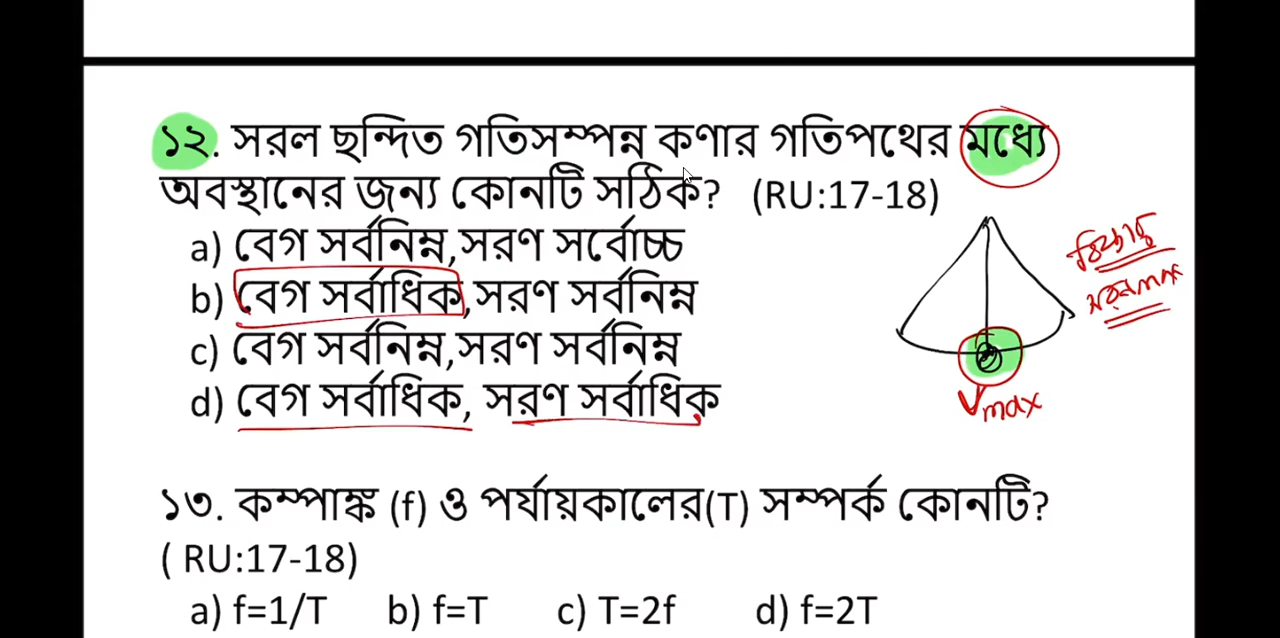 ১২. সরল ছন্দিত গতিসম্পন্ন কণার গতিপথের মধ্যে
অবস্থানের জন্য কোনটি সঠিক? (RU:17-18)
a) বেগ সর্বনিম্ন,সরণ সর্বোচ্চ
b) বেগ সর্বাধিক,সরণ সর্বনিম্ন
c) বেগ সর্বনিম্ন,সরণ সর্বনিম্ন
d) বেগ সর্বাধিক, সরণ সর্বাধিক
Vmax
১৩. কম্পাঙ্ক (f) ও পর্যায়কালের(T) সম্পর্ক কোনটি?
( RU:17-18)
a) f=1/T b) f=T c) T=2f d) f=2T